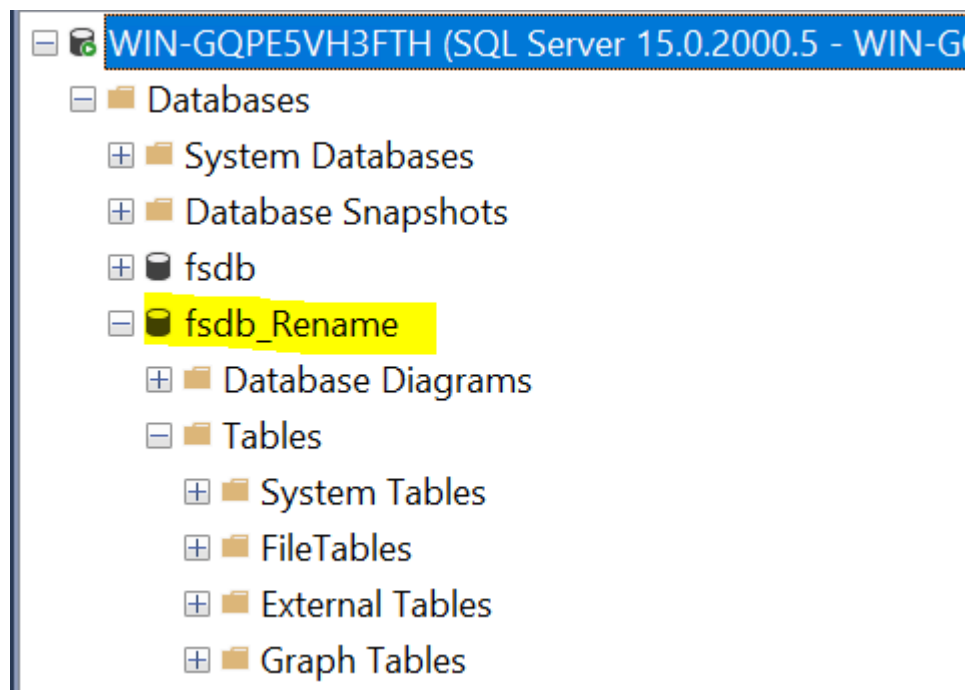 WIN-GQPE5VH3FTH (SQL Server 15.0.2000.5 - WIN-G
Databases
System Databases
Database Snapshots
fsdb
fsdb_Rename
Database Diagrams
Tables
System Tables
FileTables
External Tables
Graph Tables